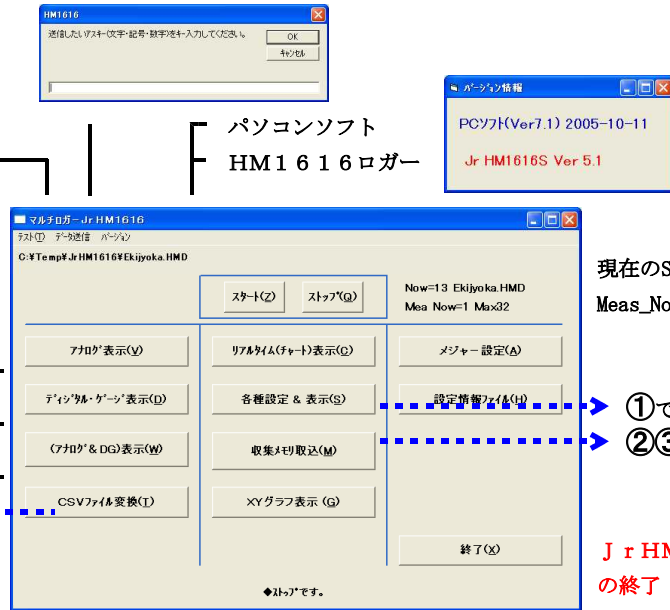 HM1616
送信したいアスキー(文字・記号・数字)をキー入力してください。
OK
キャンセル
パソコンソフト
HM1616ロガー
バージョン情報
PCソフト(Ver7.1) 2005-10-11
Jr HM1616S Ver 5.1
マルチロガーJr HM1616
テスト(T) データ送信 バージョン
C:¥Temp¥JrHM1616¥Ekijyoka.HMD
スタート(Z) ストップ(Q)
Now=13 Ekijyoka.HMD
Mea Now=1 Max32
アナログ表示(V) リアルタイム(チャート)表示(C) メジャー設定(A)
ディジタル・ゲージ表示(D) 各種設定 & 表示(S) 設定情報ファイル(H)
(アナログ& DG)表示(W) 収集メモリ取込(M)
CSVファイル変換(T) XYグラフ表示 (G)
終了(X)
◆ストップです。
現在のS
Meas_No
①で
②③
JrHM
の終了